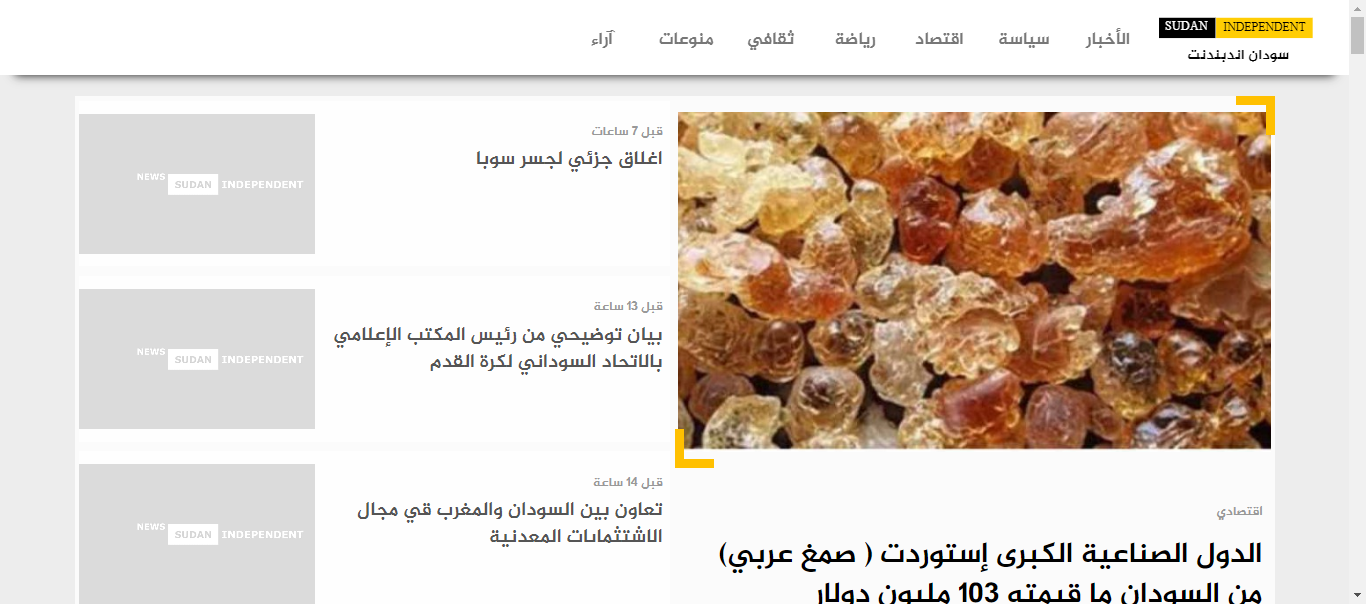 SUDAN INDEPENDENT
سودان اندبندنت
الأخبار سياسة اقتصاد رياضة ثقافي منوعات آراء
اقتصادي
الدول الصناعية الكبرى إستوردت ( صمغ عربي)
من السودان ما قيمته 103 مليون دولار
قبل 7 ساعات
اغلاق جزئي لجسر سوبا
NEWS SUDAN INDEPENDENT
قبل 13 ساعة
بيان توضيحي من رئيس المكتب الإعلامي
بالاتحاد السوداني لكرة القدم
NEWS SUDAN INDEPENDENT
قبل 14 ساعة
تعاون بين السودان والمغرب قي مجال
الاشتثمابات المعدنية
NEWS SUDAN INDEPENDENT